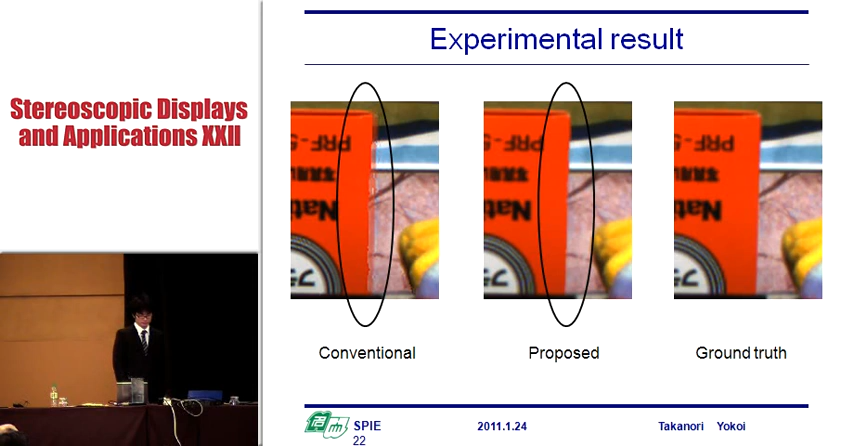 Stereoscopic Displays
and Applications XXII
Experimental result
Conventional
Proposed
Ground truth
SPIE
22
2011.1.24
Takanori Yokoi